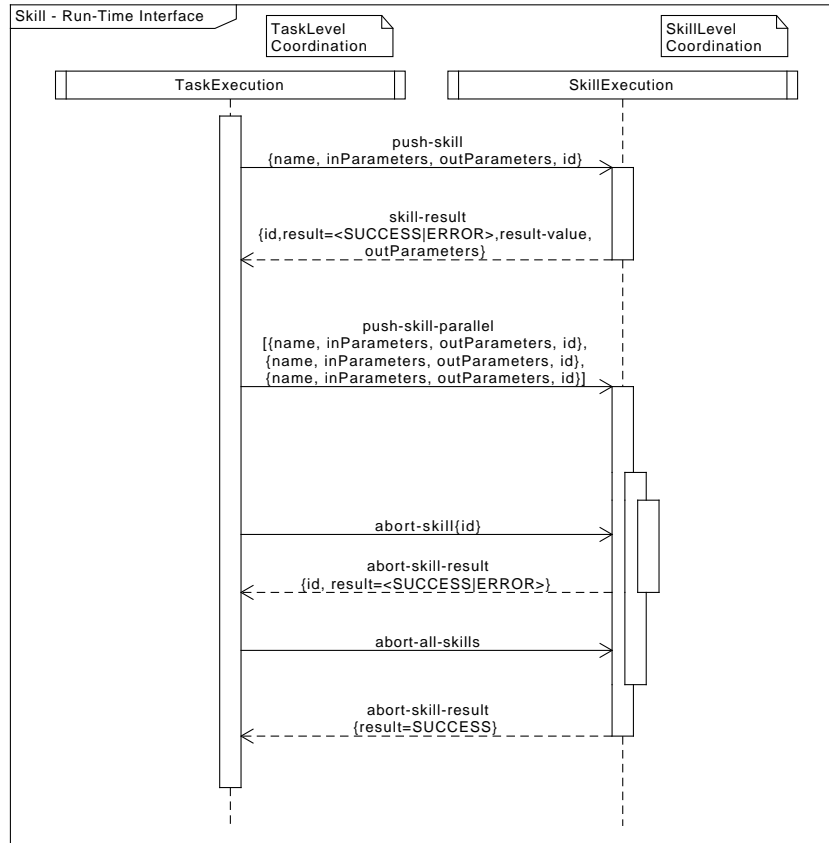 Skill - Run-Time Interface
TaskLevel
Coordination
SkillLevel
Coordination
TaskExecution
SkillExecution
push-skill
{name, inParameters, outParameters, id}
skill-result
{id,result=<SUCCESS|ERROR>,result-value,
outParameters}
push-skill-parallel
[{name, inParameters, outParameters, id},
{name, inParameters, outParameters, id},
{name, inParameters, outParameters, id}]
abort-skill{id}
abort-skill-result
{id, result=<SUCCESS|ERROR>}
abort-all-skills
abort-skill-result
{result=SUCCESS}